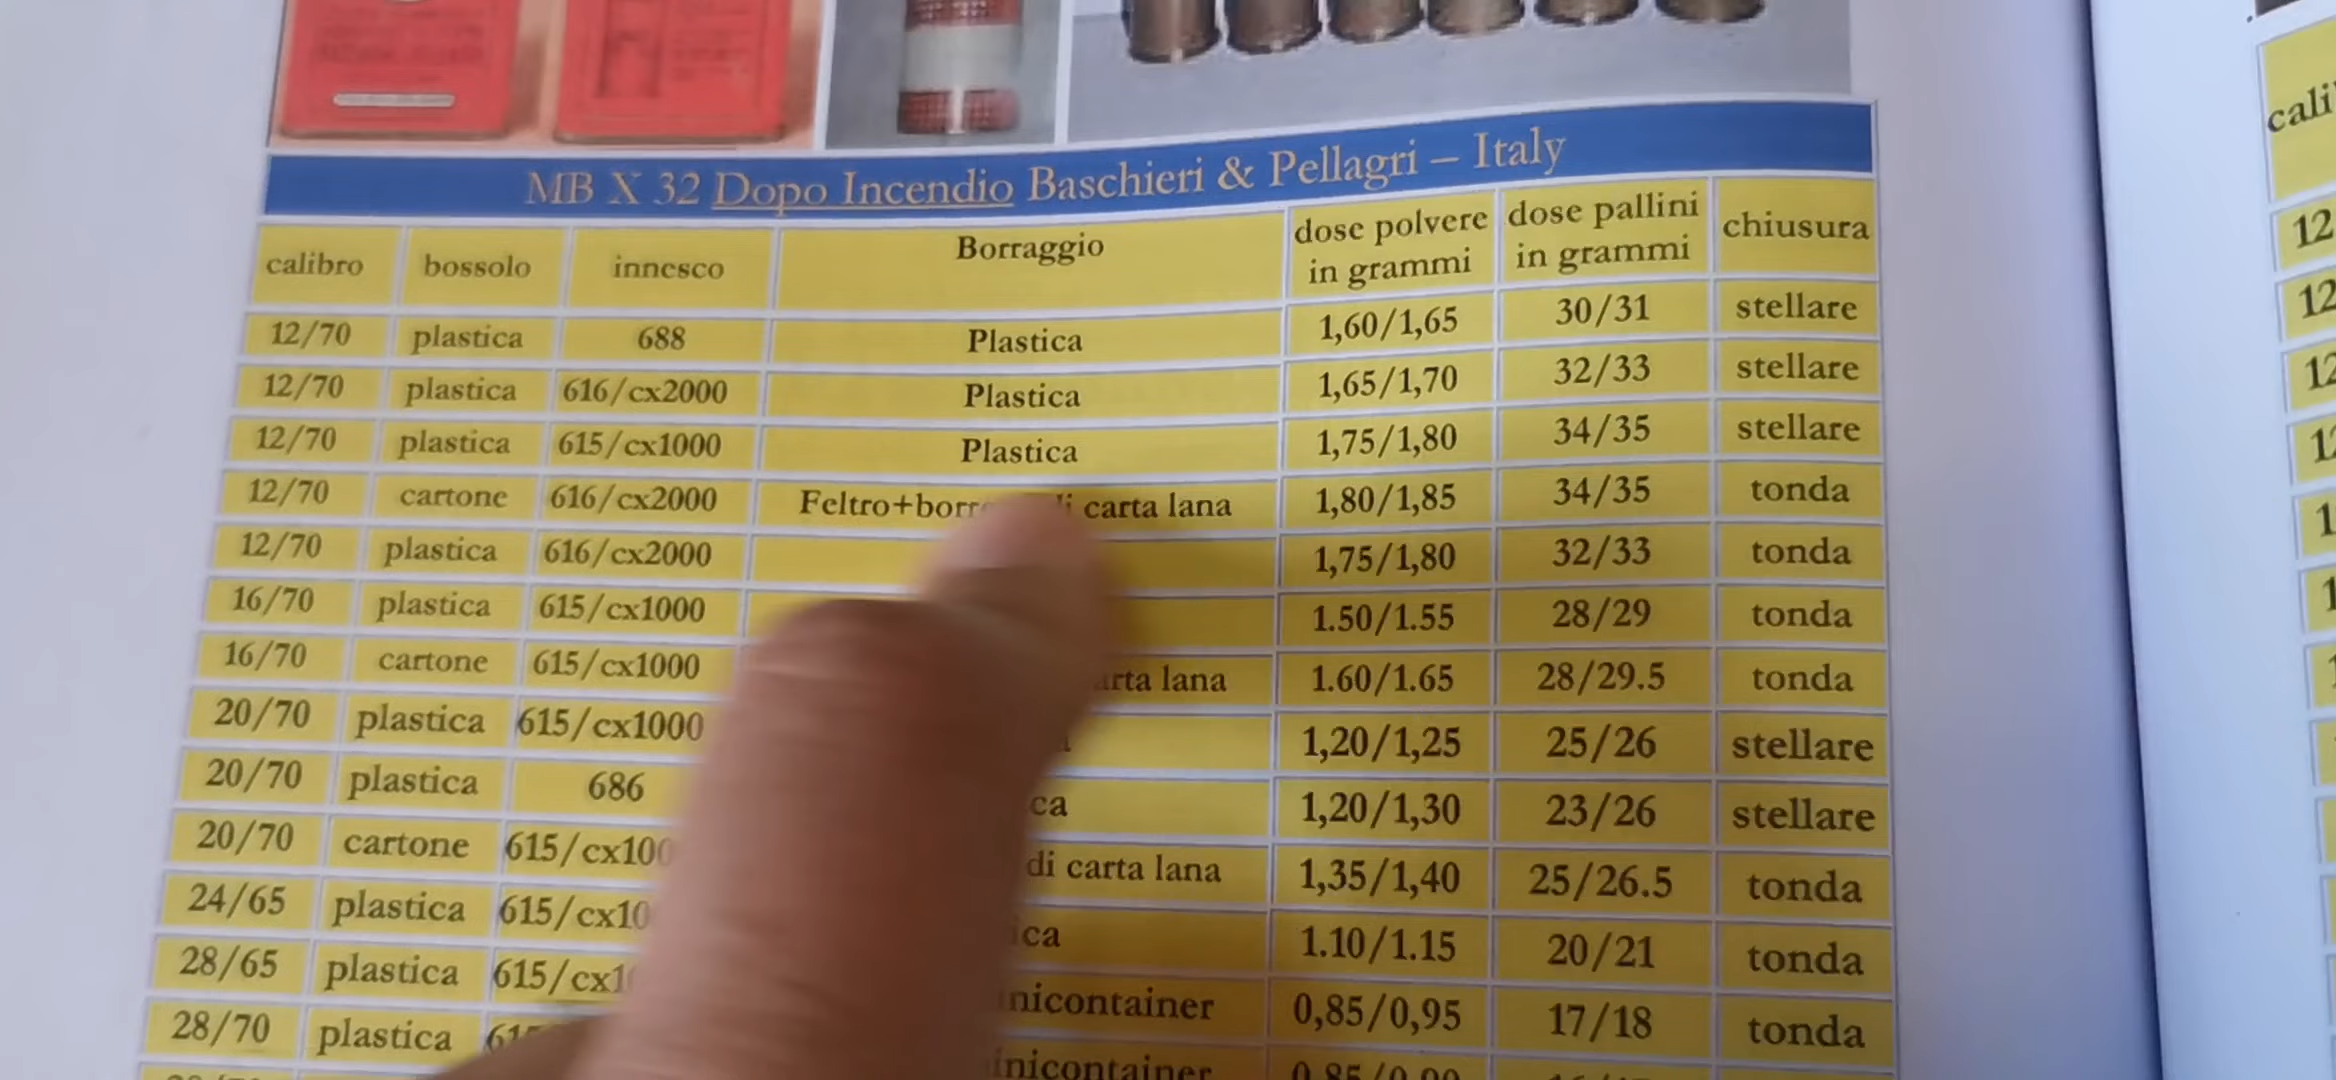 MB X 32 Dopo Incendio Baschieri & Pellagri – Italy
calibro bossolo innesco Borraggio dose polvere in grammi dose pallini in grammi chiusura
12/70 plastica 688 Plastica 1,60/1,65 30/31 stellare
12/70 plastica 616/cx2000 Plastica 1,65/1,70 32/33 stellare
12/70 plastica 615/cx1000 Plastica 1,75/1,80 34/35 stellare
12/70 cartone 616/cx2000 carta lana 1,80/1,85 34/35 tonda
12/70 plastica 616/cx2000 1,75/1,80 32/33 tonda
16/70 plastica 615/cx1000 1.50/1.55 28/29 tonda
16/70 cartone 615/cx1000 lana 1.60/1.65 28/29.5 tonda
20/70 plastica 615/cx1000 1,20/1,25 25/26 stellare
20/70 plastica 686 1,20/1,30 23/26 stellare
20/70 cartone di carta lana 1,35/1,40 25/26.5 tonda
24/65 plastica 1.10/1.15 20/21 tonda
28/65 plastica 0,85/0,95 17/18 tonda
28/70 plastica